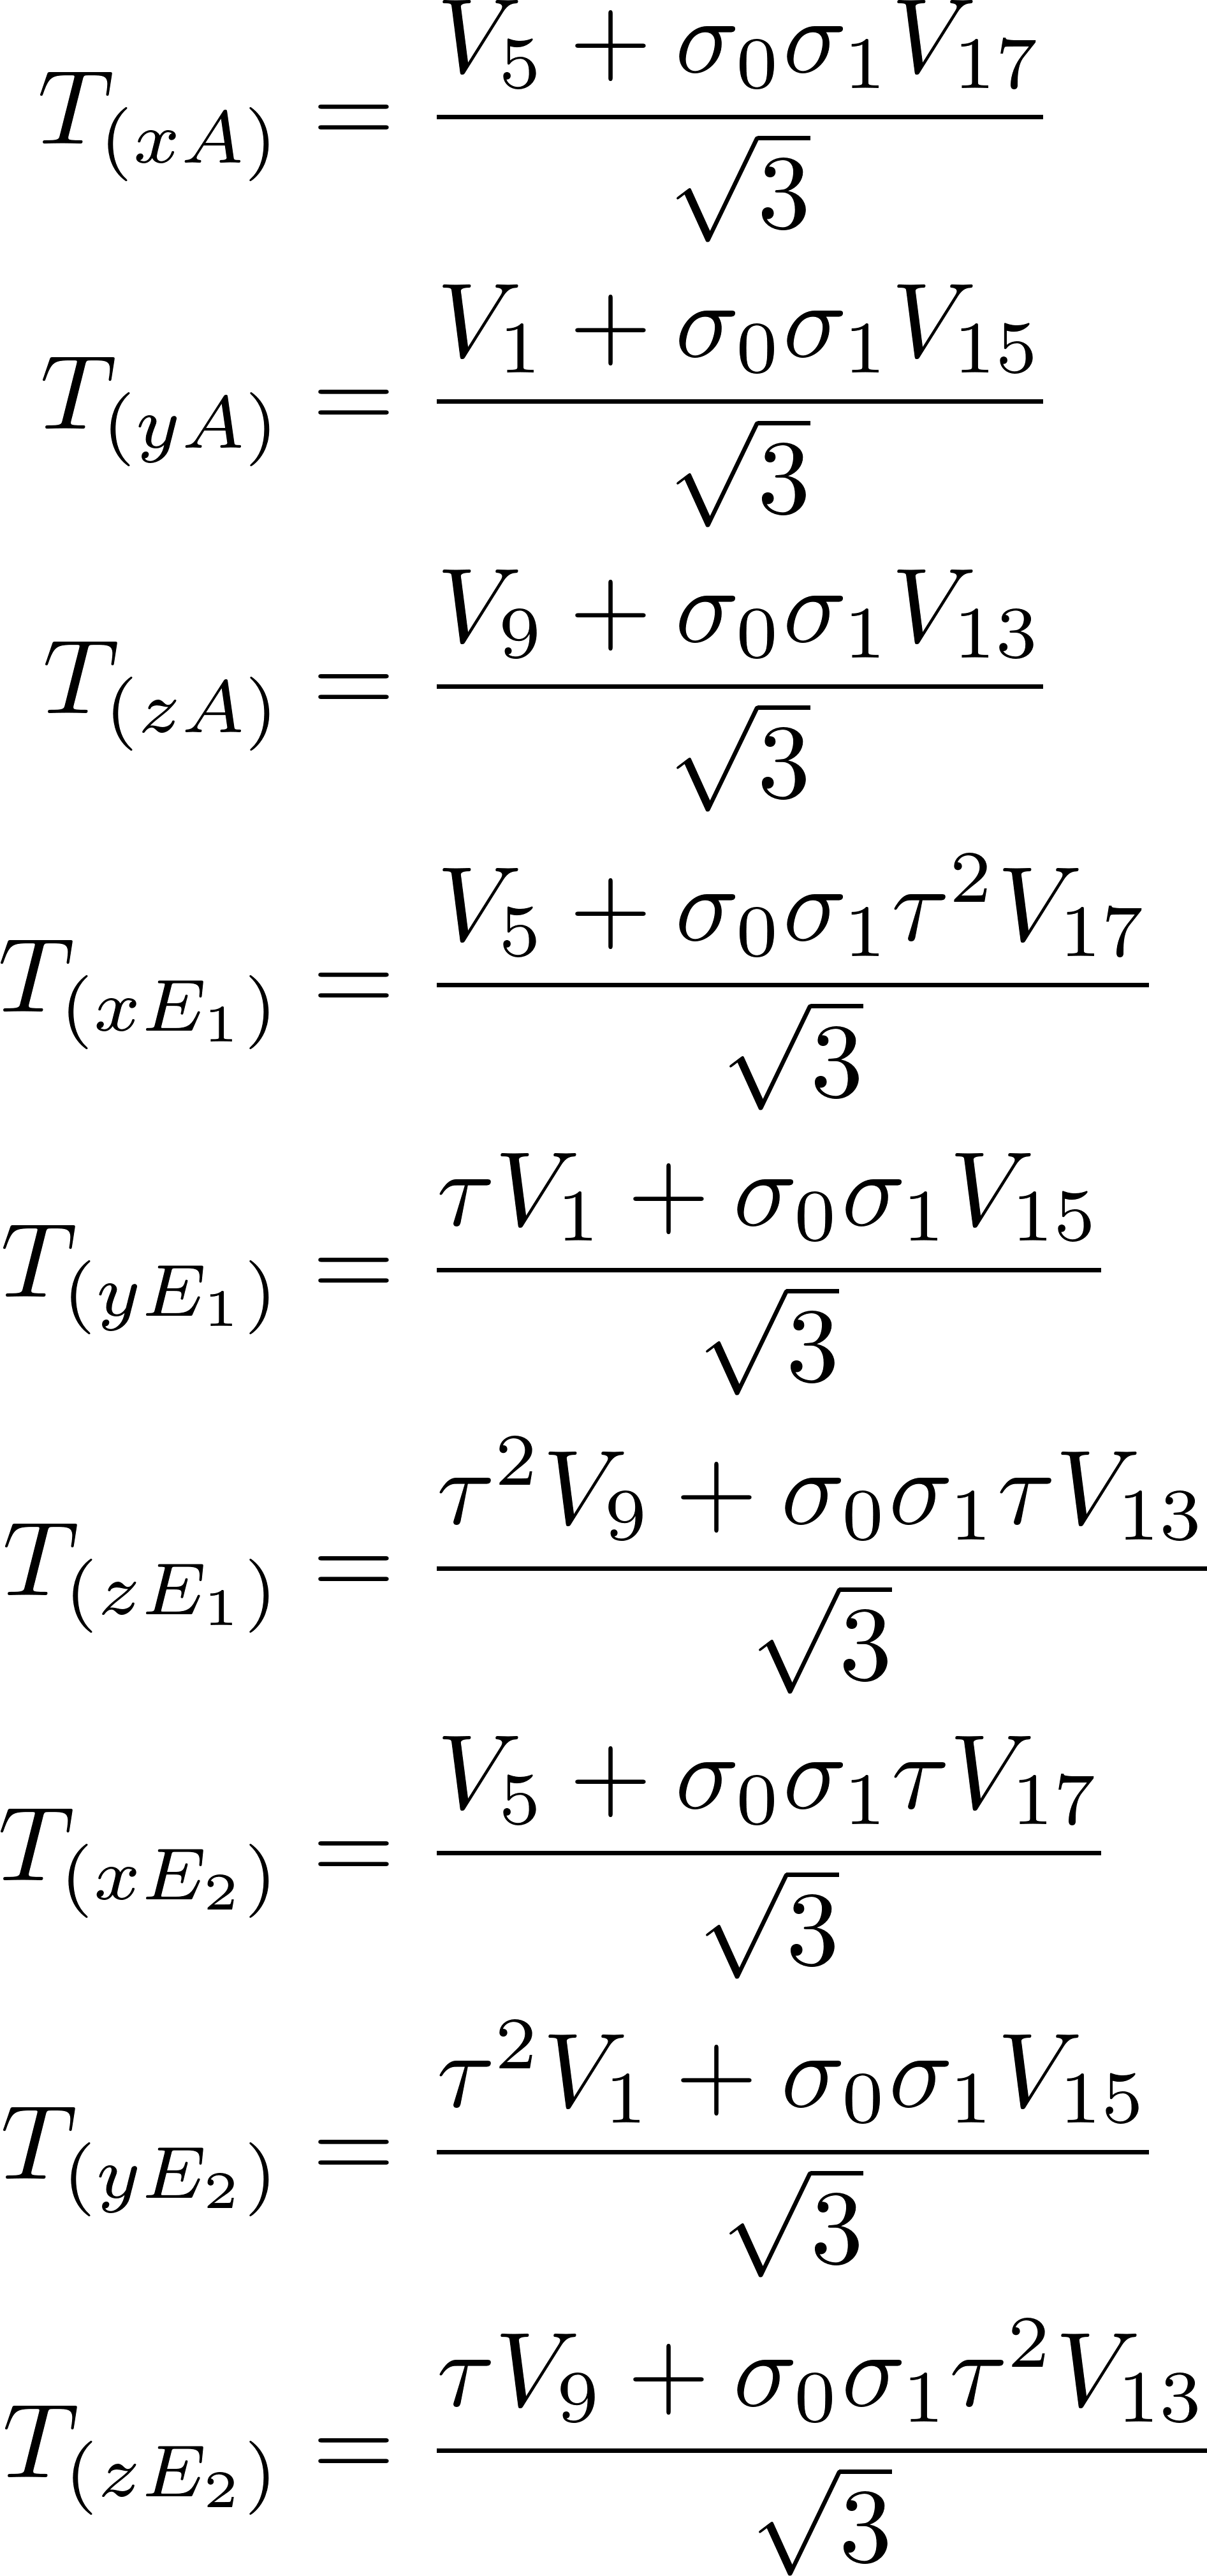 T_{(xA)} = \frac{V_5 + \sigma_0\sigma_1 V_{17}}{\sqrt{3}}
T_{(yA)} = \frac{V_1 + \sigma_0\sigma_1 V_{15}}{\sqrt{3}}
T_{(zA)} = \frac{V_9 + \sigma_0\sigma_1 V_{13}}{\sqrt{3}}
T_{(xE_1)} = \frac{V_5 + \sigma_0\sigma_1 \tau^2 V_{17}}{\sqrt{3}}
T_{(yE_1)} = \frac{\tau V_1 + \sigma_0\sigma_1 V_{15}}{\sqrt{3}}
T_{(zE_1)} = \frac{\tau^2 V_9 + \sigma_0\sigma_1 \tau V_{13}}{\sqrt{3}}
T_{(xE_2)} = \frac{V_5 + \sigma_0\sigma_1 \tau V_{17}}{\sqrt{3}}
T_{(yE_2)} = \frac{\tau^2 V_1 + \sigma_0\sigma_1 V_{15}}{\sqrt{3}}
T_{(zE_2)} = \frac{\tau V_9 + \sigma_0\sigma_1 \tau^2 V_{13}}{\sqrt{3}}